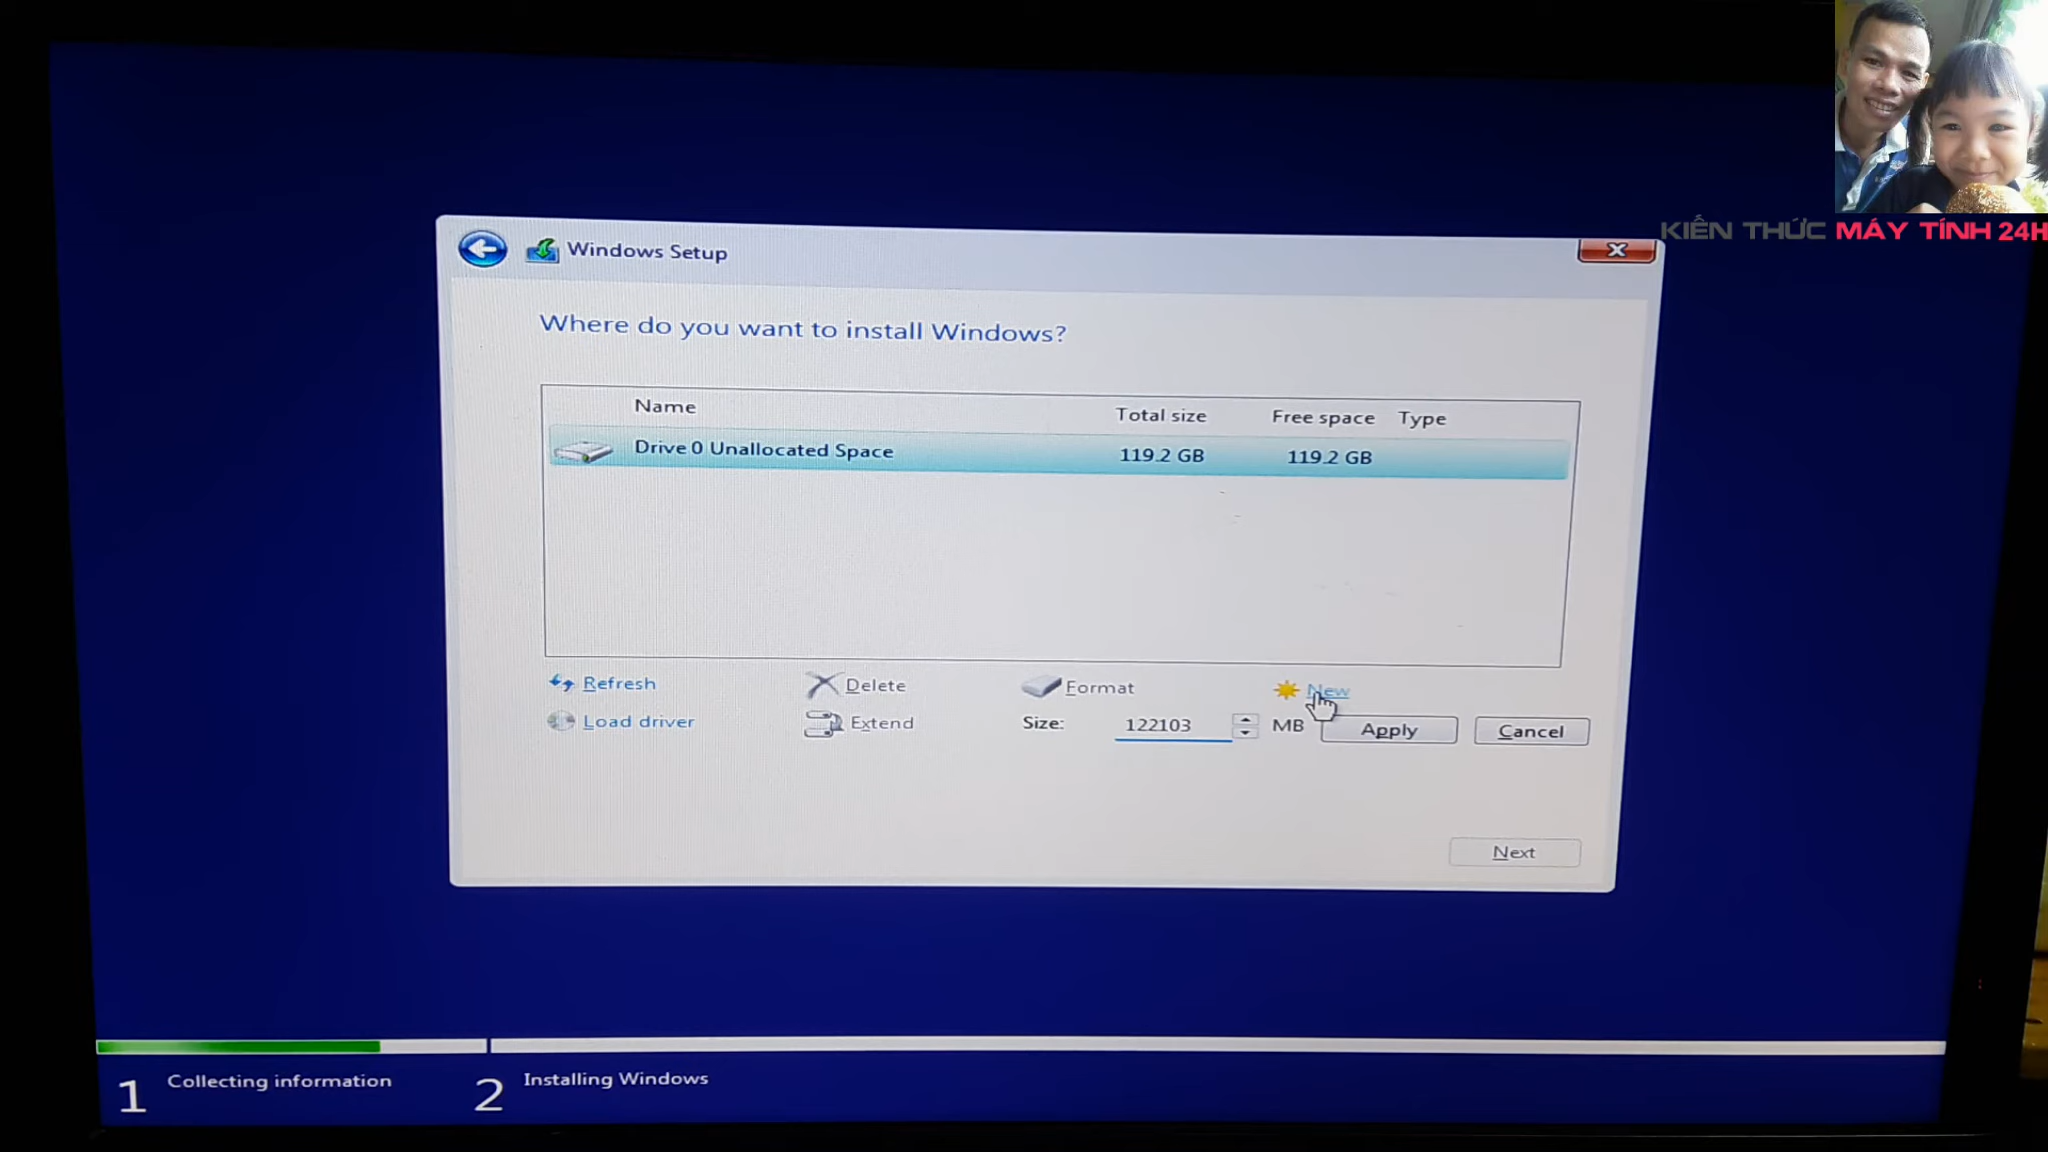 KIẾN THỨC MÁY TÍNH 24H
Windows Setup
Where do you want to install Windows?
Name Total size Free space Type
Drive 0 Unallocated Space 119.2 GB 119.2 GB
Refresh Delete Format New
Load driver Extend Size: 122103 MB Apply Cancel
Next
1 Collecting information 2 Installing Windows